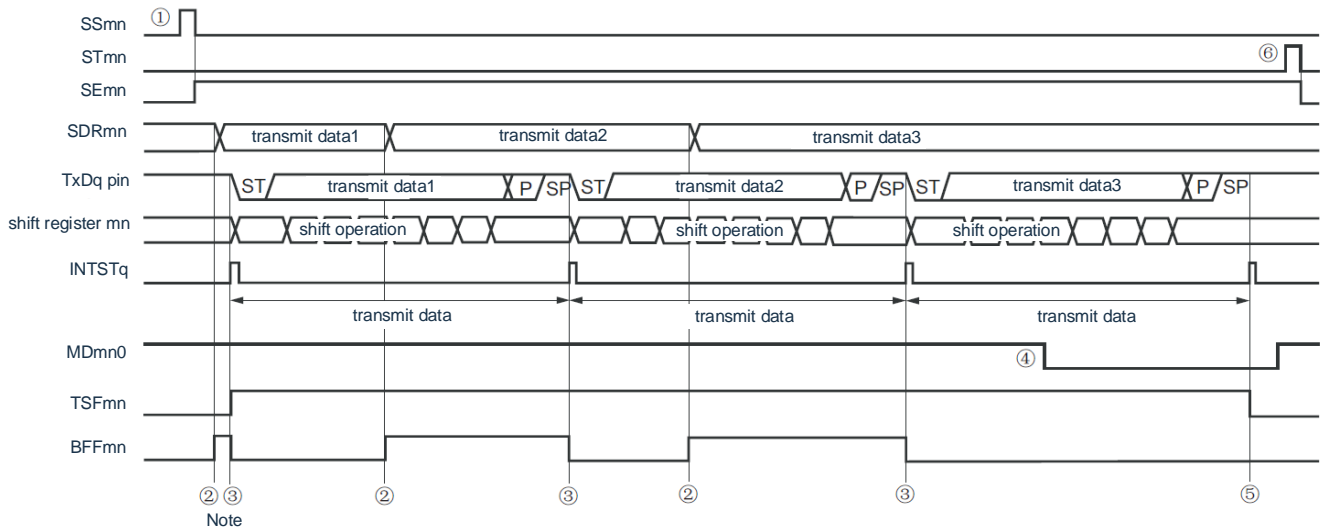 ① SSmn
STmn ⑥
SEmn
SDRmn transmit data1 transmit data2 transmit data3
TxDq pin ST transmit data1 P SP ST transmit data2 P SP ST transmit data3 P SP
shift register mn shift operation shift operation shift operation
INTSTq
transmit data transmit data transmit data
MDmn0 ④
TSFmn
BFFmn
② ③ ② ③ ② ③ ⑤
Note